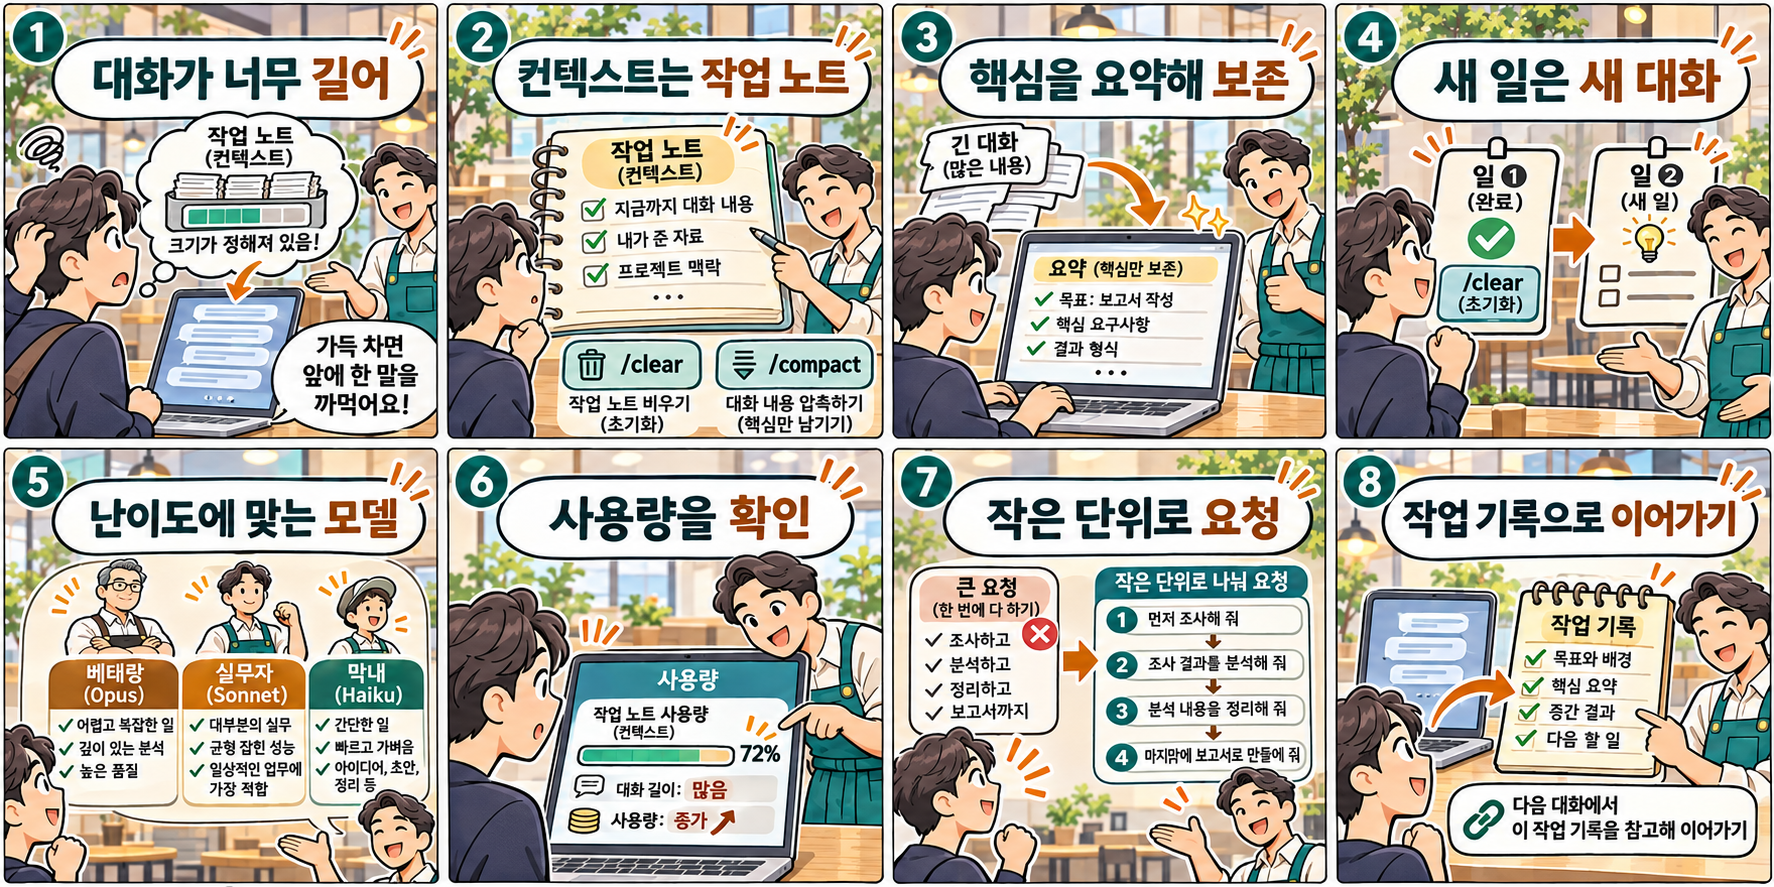 1
대화가 너무 길어
작업 노트
(컨텍스트)
크기가 정해져 있음!
가득 차면
앞에 한 말을
까먹어요!
2
컨텍스트는 작업 노트
작업 노트
(컨텍스트)
지금까지 대화 내용
내가 준 자료
프로젝트 맥락
...
/clear
작업 노트 비우기
(초기화)
/compact
대화 내용 압축하기
(핵심만 남기기)
3
핵심을 요약해 보존
긴 대화
(많은 내용)
요약 (핵심만 보존)
목표: 보고서 작성
핵심 요구사항
결과 형식
...
4
새 일은 새 대화
일 1
(완료)
/clear
(초기화)
일 2
(새 일)
5
난이도에 맞는 모델
베태랑
(Opus)
어렵고 복잡한 일
깊이 있는 분석
높은 품질
실무자
(Sonnet)
대부분의 실무
균형 잡힌 성능
일상적인 업무에
가장 적합
막내
(Haiku)
간단한 일
빠르고 가벼움
아이디어, 초안,
정리 등
6
사용량을 확인
사용량
작업 노트 사용량
(컨텍스트)
72%
대화 길이: 많음
사용량: 증가
7
작은 단위로 요청
큰 요청
(한 번에 다 하기)
조사하고
분석하고
정리하고
보고서까지
작은 단위로 나눠 요청
1 먼저 조사해 줘
2 조사 결과를 분석해 줘
3 분석 내용을 정리해 줘
4 마지맘에 보고서로 만들에 줘
8
작업 기록으로 이어가기
작업 기록
목표와 배경
핵심 요약
중간 결과
다음 할 일
다음 대화에서
이 작업 기록을 참고해 이어가기